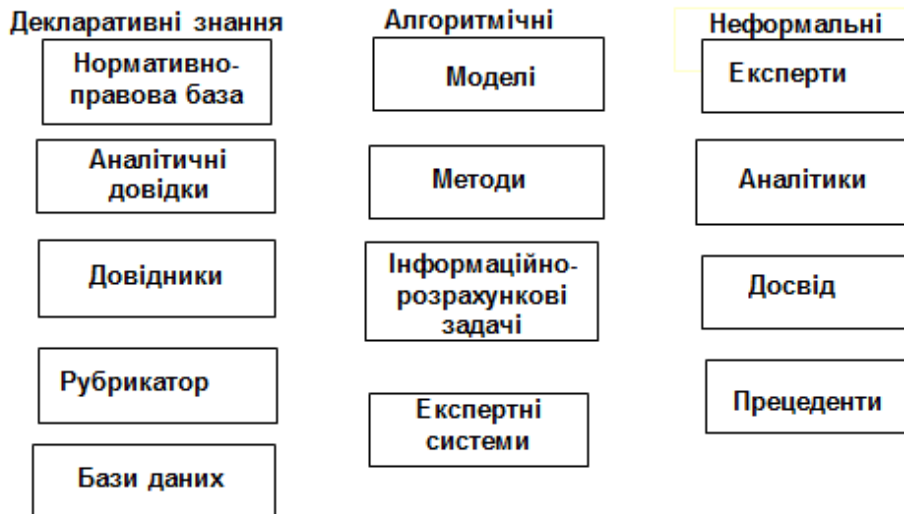 Декларативні знання
Нормативно-
правова база
Аналітичні
довідки
Довідники
Рубрикатор
Бази даних
Алгоритмічні
Моделі
Методи
Інформаційно-
розрахункові
задачі
Експертні
системи
Неформальні
Експерти
Аналітики
Досвід
Прецеденти